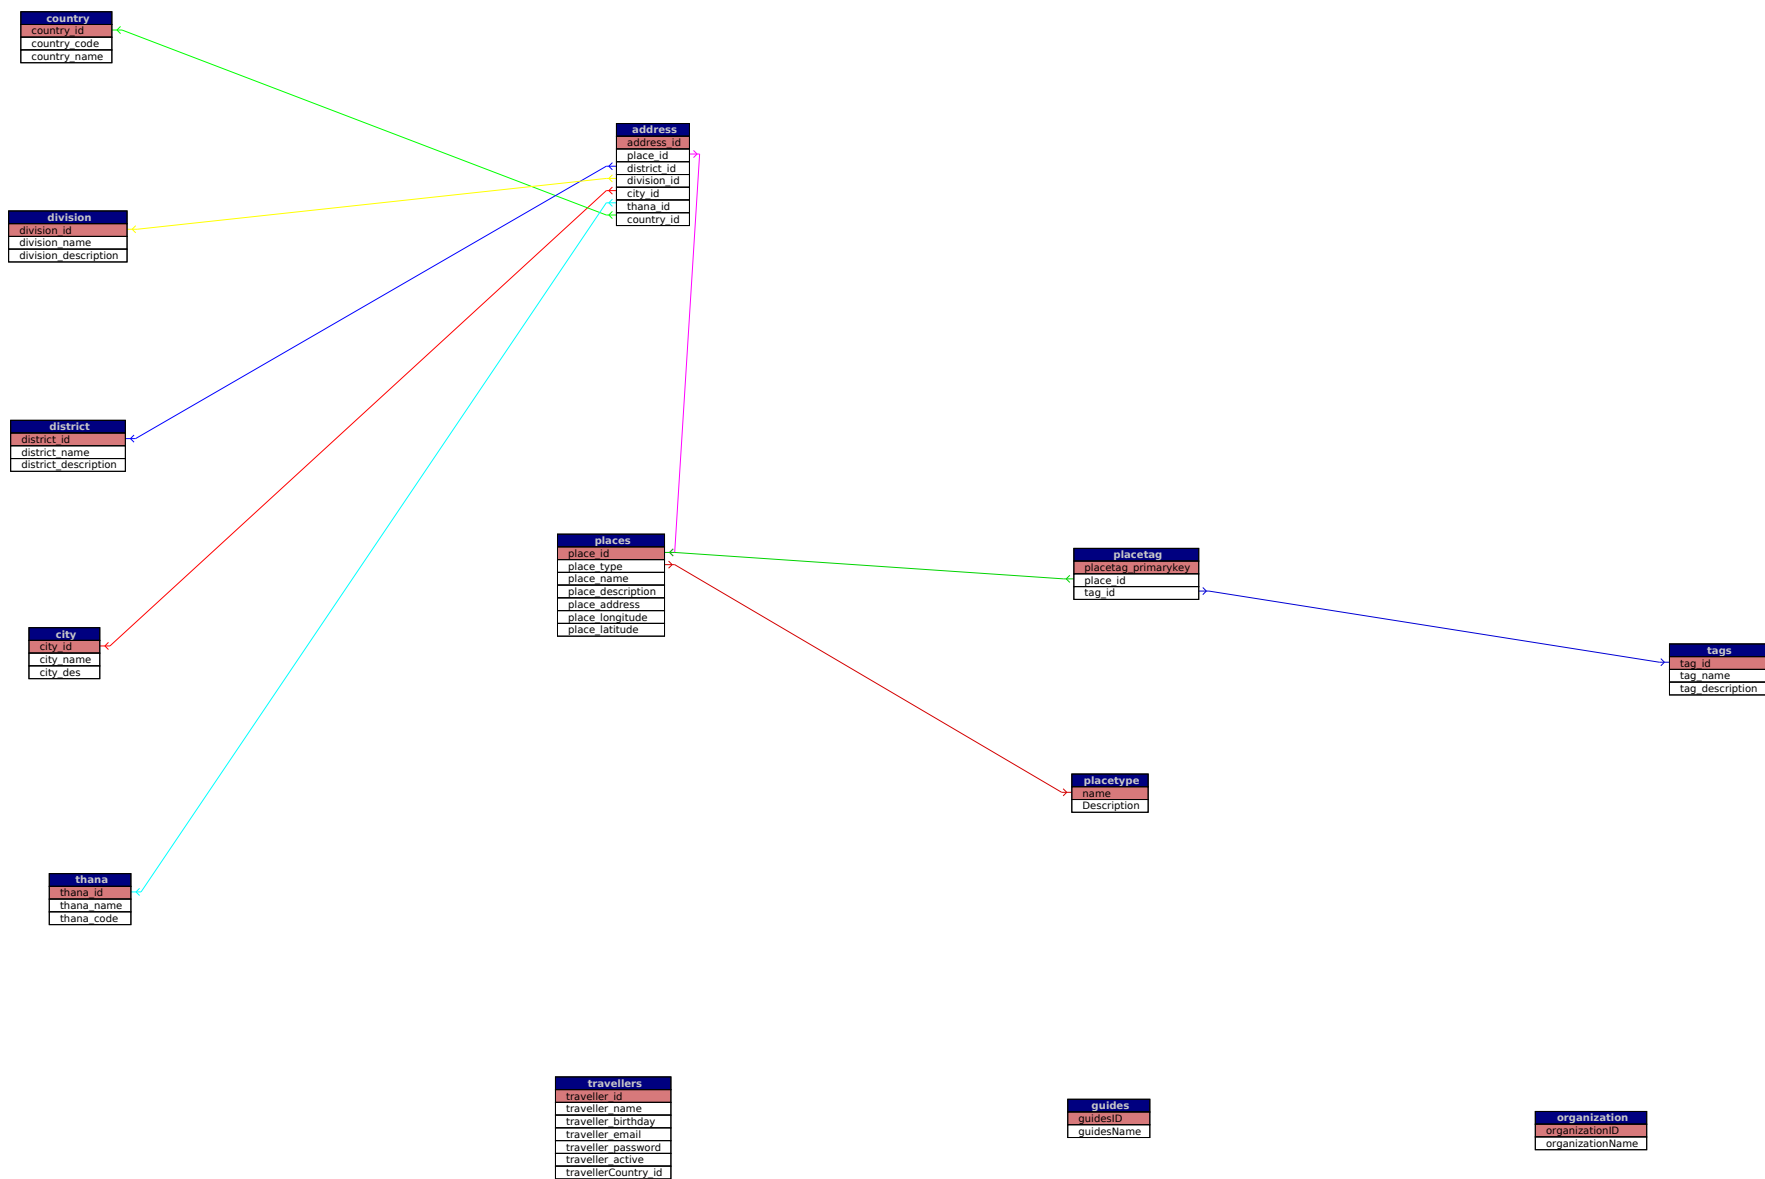 country
country_id
country_code
country_name
address
address_id
place_id
district_id
division_id
city_id
thana_id
country_id
division
division_id
division_name
division_description
district
district_id
district_name
district_description
places
place_id
place_type
place_name
place_description
place_address
place_longitude
place_latitude
placetag
placetag_primarykey
place_id
tag_id
city
city_id
city_name
city_des
tags
tag_id
tag_name
tag_description
placetype
name
Description
thana
thana_id
thana_name
thana_code
travellers
traveller_id
traveller_name
traveller_birthday
traveller_email
traveller_password
traveller_active
travellerCountry_id
guides
guidesID
guidesName
organization
organizationID
organizationName